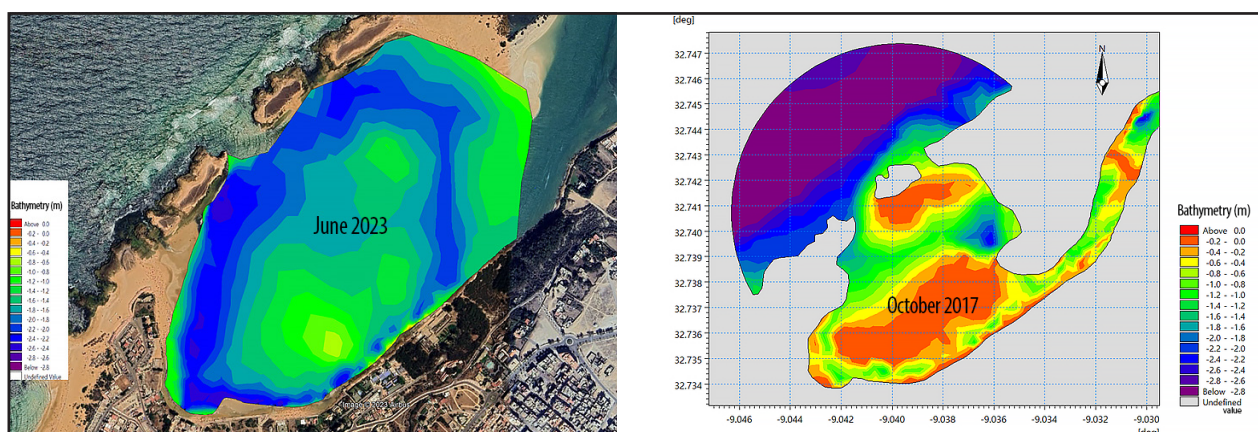 June 2023
Bathymetry (m)
Above 0.0
-0.2 - 0.0
-0.4 - -0.2
-0.6 - -0.4
-0.8 - -0.6
-1.0 - -0.8
-1.2 - -1.0
-1.4 - -1.2
-1.6 - -1.4
-1.8 - -1.6
-2.0 - -1.8
-2.2 - -2.0
-2.4 - -2.2
-2.6 - -2.4
-2.8 - -2.6
Below -2.8
Undefined Value
Image © 2023 Airbus
[deg]
32.747
32.746
32.745
32.744
32.743
32.742
32.741
32.740
32.739
32.738
32.737
32.736
32.735
32.734
N
October 2017
-9.046
-9.044
-9.042
-9.040
-9.038
-9.036
-9.034
-9.032
-9.030
[deg]
Bathymetry (m)
Above 0.0
-0.2 - 0.0
-0.4 - -0.2
-0.6 - -0.4
-0.8 - -0.6
-1.0 - -0.8
-1.2 - -1.0
-1.4 - -1.2
-1.6 - -1.4
-1.8 - -1.6
-2.0 - -1.8
-2.2 - -2.0
-2.4 - -2.2
-2.6 - -2.4
-2.8 - -2.6
Below -2.8
Undefined
value